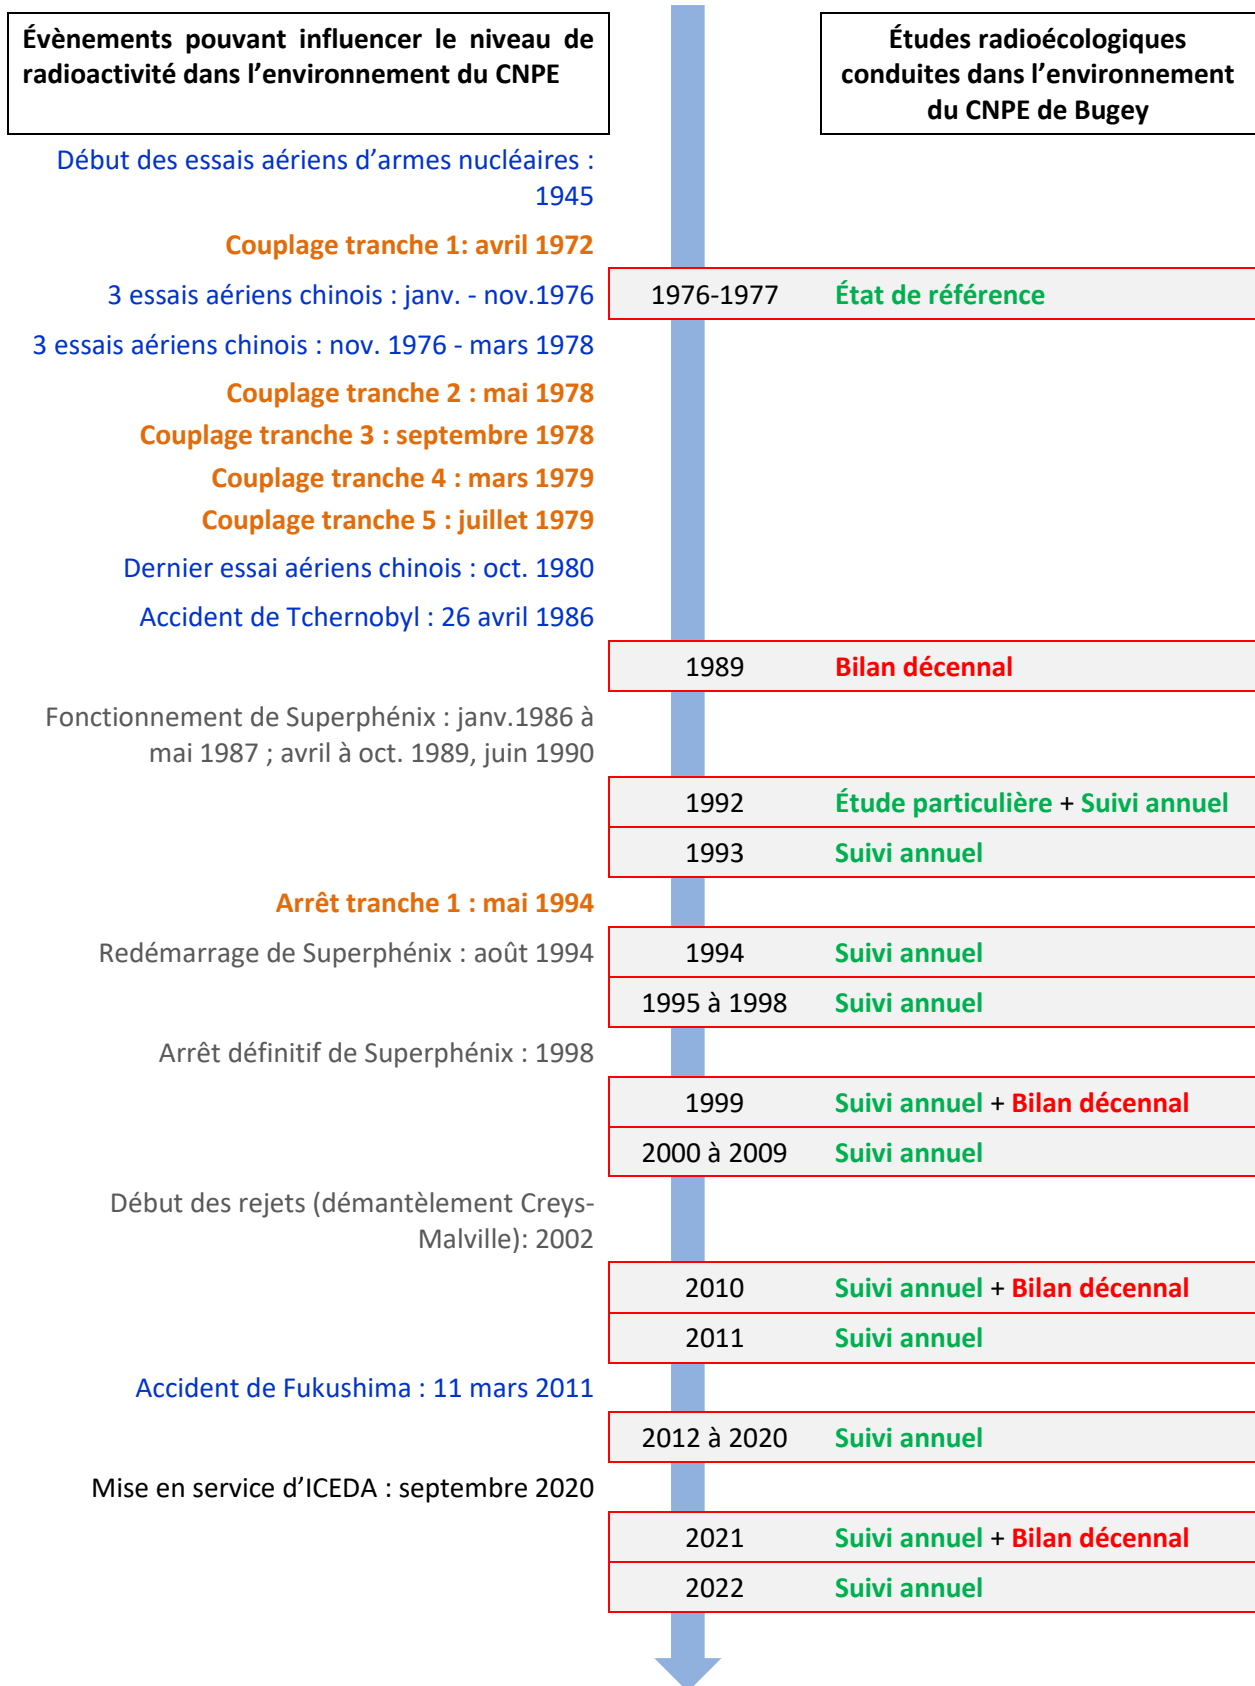 Évènements pouvant influencer le niveau de
radioactivité dans l'environnement du CNPE
Études radioécologiques
conduites dans l'environnement
du CNPE de Bugey
Début des essais aériens d'armes nucléaires :
1945
Couplage tranche 1: avril 1972
3 essais aériens chinois : janv. - nov.1976
1976-1977 État de référence
3 essais aériens chinois : nov. 1976 - mars 1978
Couplage tranche 2 : mai 1978
Couplage tranche 3 : septembre 1978
Couplage tranche 4 : mars 1979
Couplage tranche 5 : juillet 1979
Dernier essai aériens chinois : oct. 1980
Accident de Tchernobyl : 26 avril 1986
1989 Bilan décennal
Fonctionnement de Superphénix : janv.1986 à
mai 1987 ; avril à oct. 1989, juin 1990
1992 Étude particulière + Suivi annuel
1993 Suivi annuel
Arrêt tranche 1 : mai 1994
Redémarrage de Superphénix : août 1994
1994 Suivi annuel
1995 à 1998 Suivi annuel
Arrêt définitif de Superphénix : 1998
1999 Suivi annuel + Bilan décennal
2000 à 2009 Suivi annuel
Début des rejets (démantèlement Creys-
Malville): 2002
2010 Suivi annuel + Bilan décennal
2011 Suivi annuel
Accident de Fukushima : 11 mars 2011
2012 à 2020 Suivi annuel
Mise en service d'ICEDA : septembre 2020
2021 Suivi annuel + Bilan décennal
2022 Suivi annuel